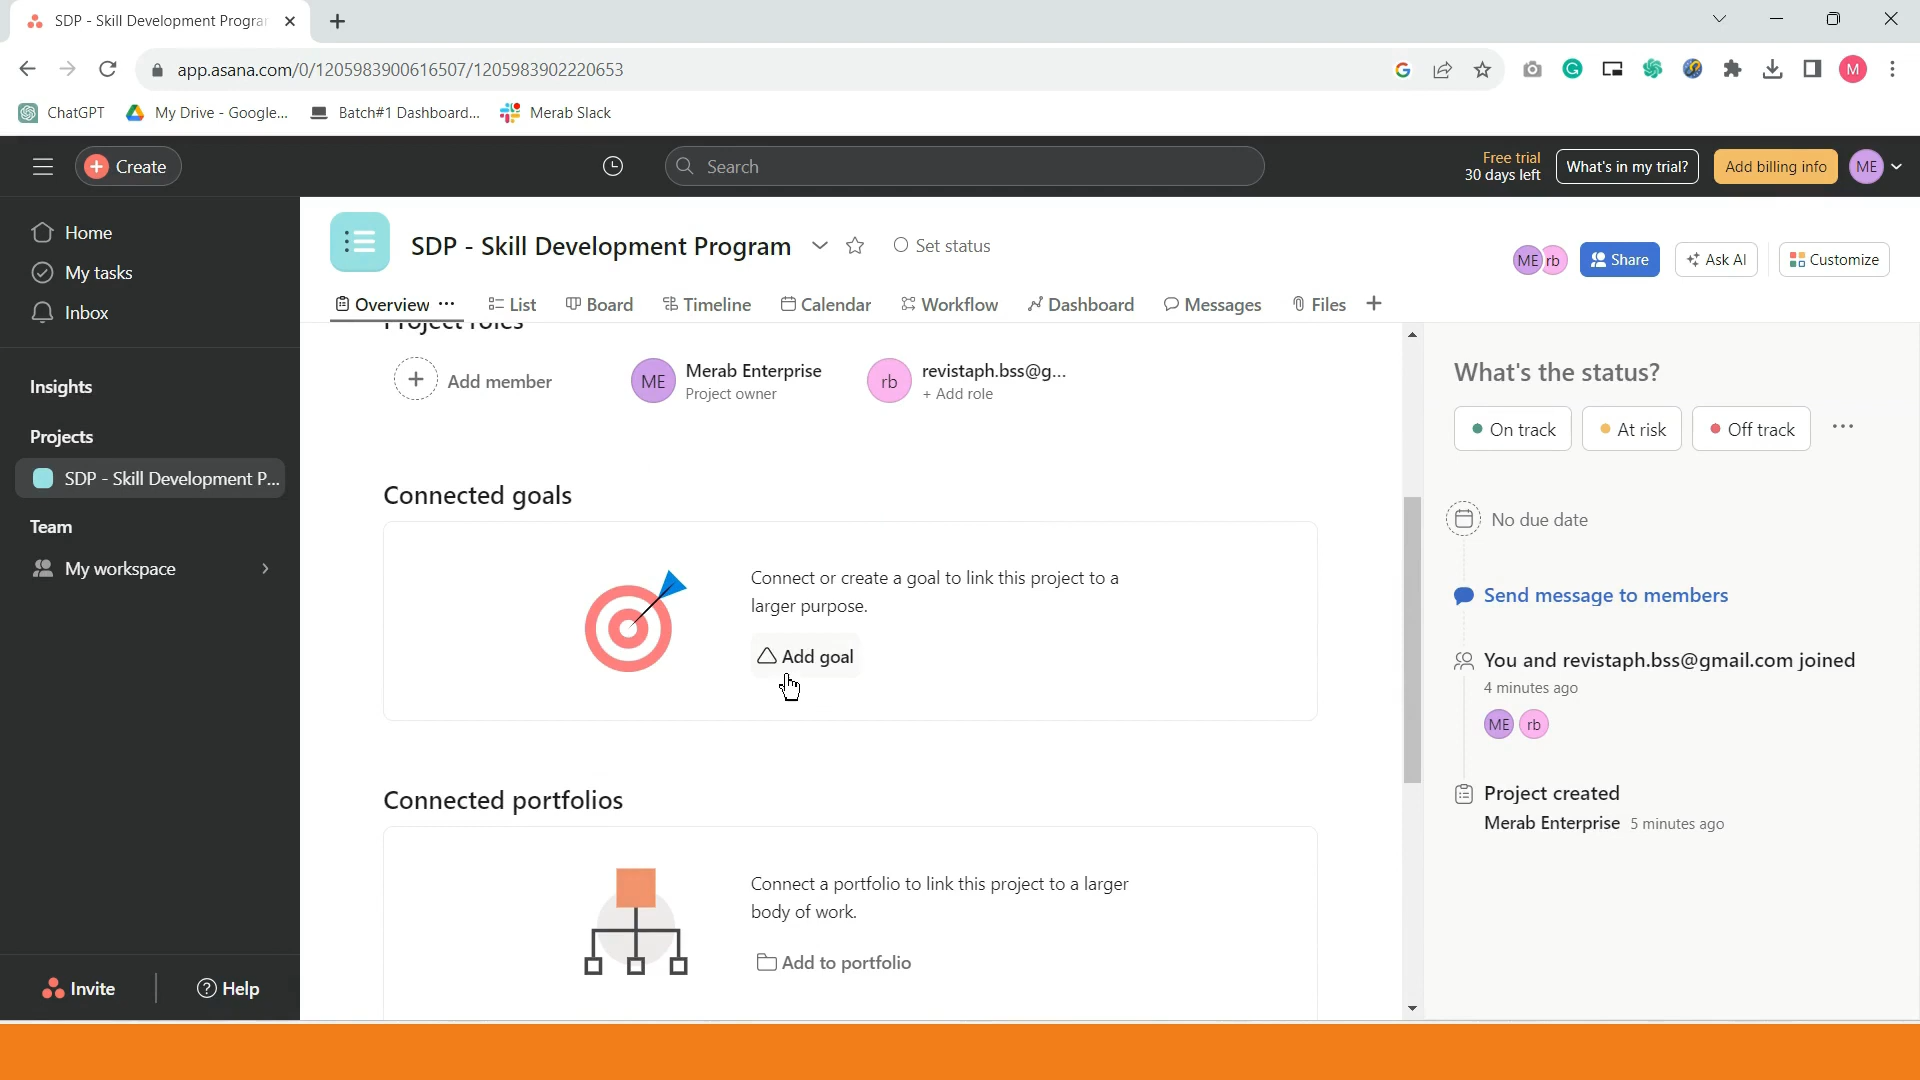 SDP - Skill Development Progra
app.asana.com/0/1205983900616507/1205983902220653
M
ChatGPT
My Drive - Google...
Batch#1 Dashboard...
Merab Slack
Create
Search
Free trial
30 days left
What's in my trial?
Add billing info
ME
Home
My tasks
Inbox
Insights
Projects
SDP - Skill Development P...
Team
My workspace
Invite
Help
SDP - Skill Development Program
Set status
ME rb
Share
Ask AI
Customize
Overview
List
Board
Timeline
Calendar
Workflow
Dashboard
Messages
Files
Project roles
Add member
ME
Merab Enterprise
Project owner
rb
revistaph.bss@g...
+ Add role
Connected goals
Connect or create a goal to link this project to a
larger purpose.
Add goal
Connected portfolios
Connect a portfolio to link this project to a larger
body of work.
Add to portfolio
What's the status?
On track
At risk
Off track
No due date
Send message to members
You and revistaph.bss@gmail.com joined
4 minutes ago
ME rb
Project created
Merab Enterprise 5 minutes ago